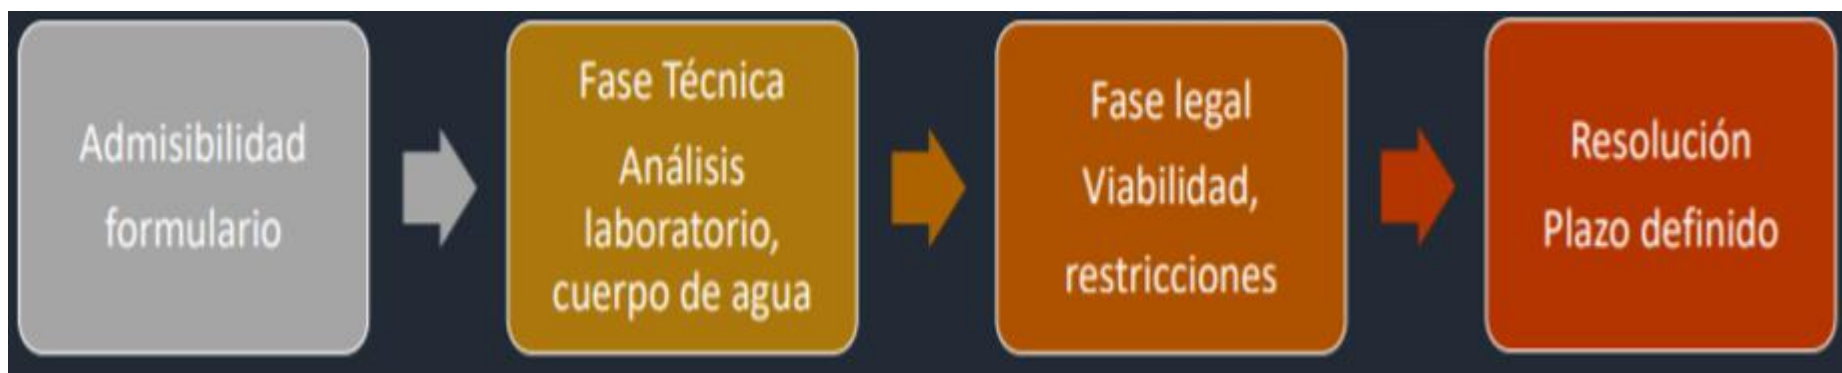 Admisibilidad
formulario
Fase Técnica
Análisis
laboratorio,
cuerpo de agua
Fase legal
Viabilidad,
restricciones
Resolución
Plazo definido